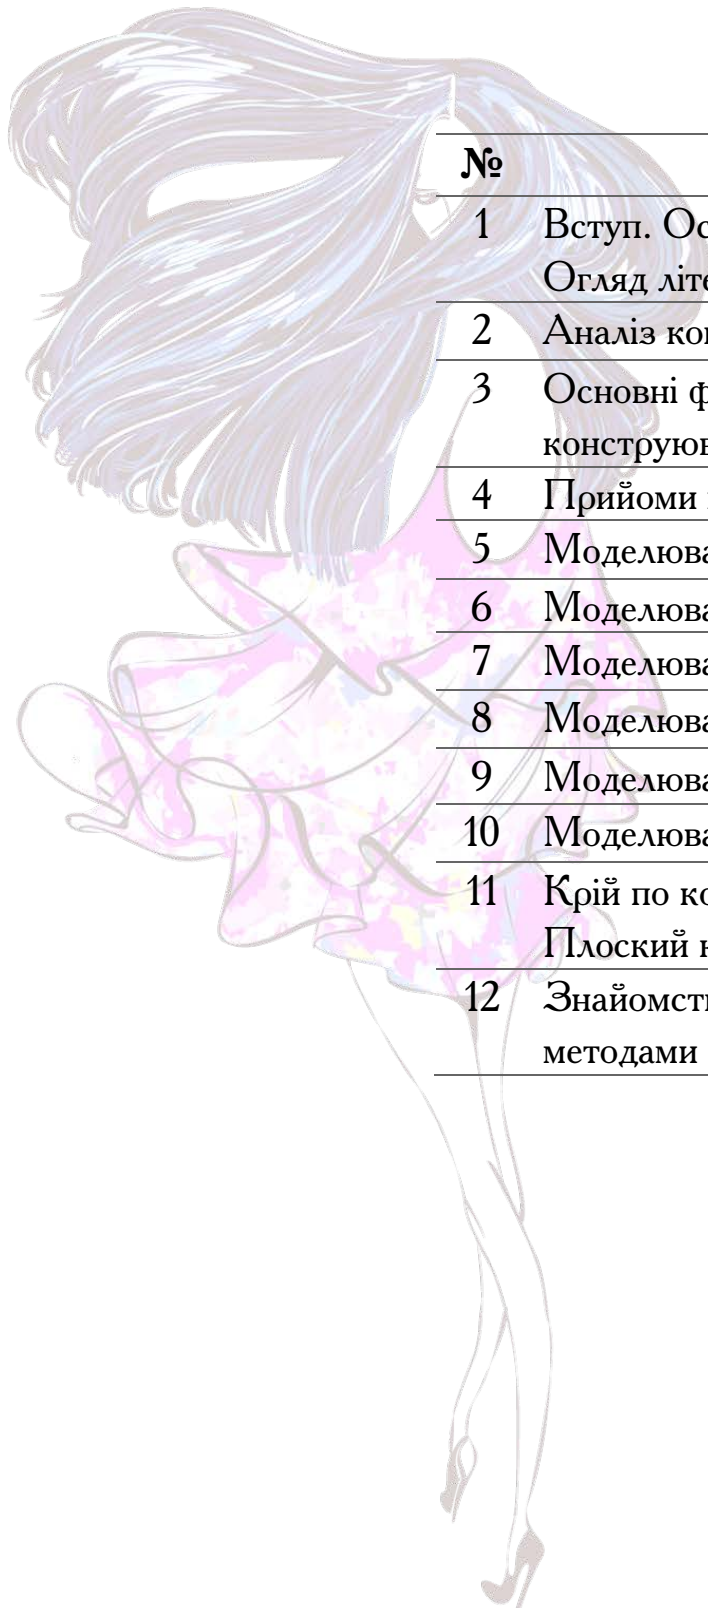 №
1 Вступ. Ос
Огляд літе
2 Аналіз ко
3 Основні ф
конструюв
4 Прийоми
5 Моделюва
6 Моделюва
7 Моделюва
8 Моделюва
9 Моделюва
10 Моделюва
11 Крій по ко
Плоский
12 Знайомст
методами